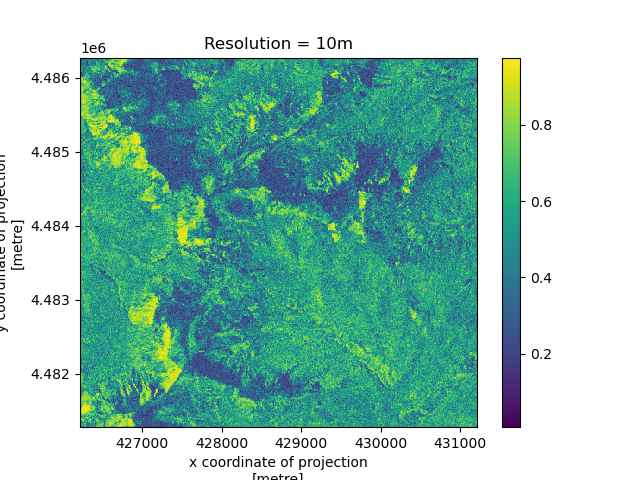 Resolution = 10m
1e6
4.486
4.485
4.484
4.483
4.482
y coordinate of projection
[metre]
427000 428000 429000 430000 431000
x coordinate of projection
[metre]
0.8
0.6
0.4
0.2